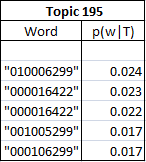 Topic 195
Word p(w|T)
"010006299" 0.024
"000016422" 0.023
"000016422" 0.022
"001005299" 0.017
"000106299" 0.017